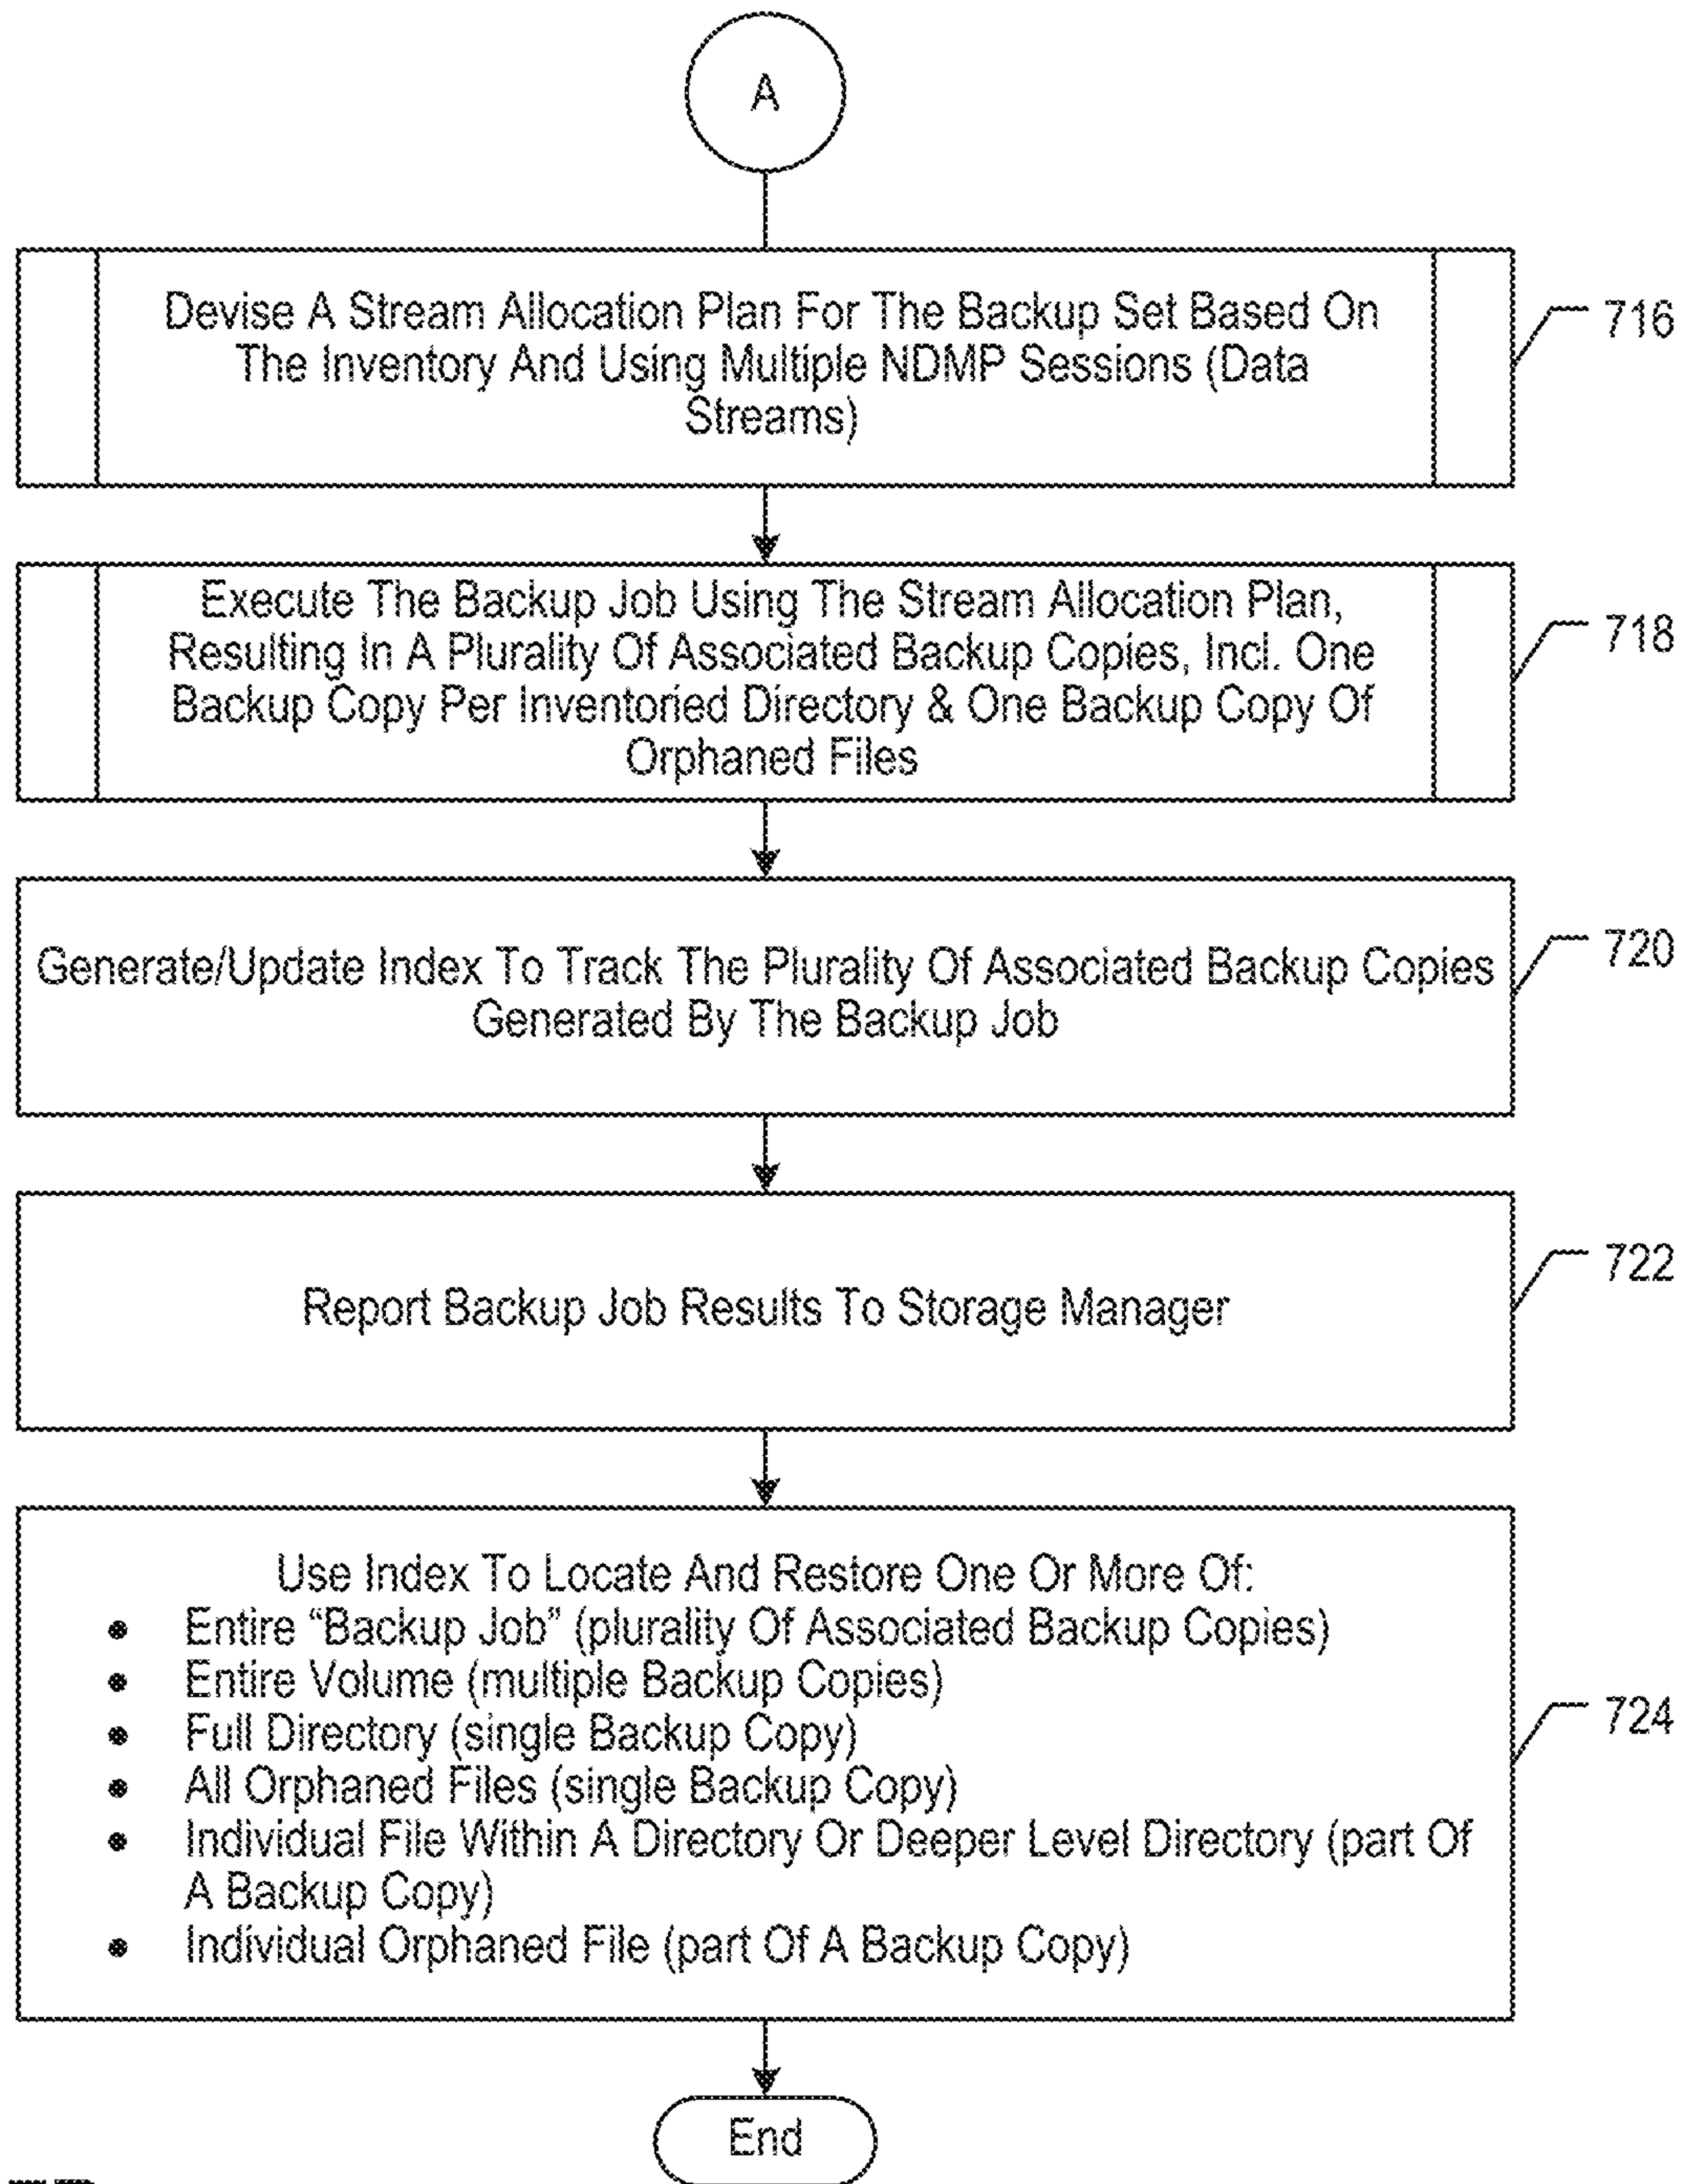 A
Devise A Stream Allocation Plan For The Backup Set Based On
The Inventory And Using Multiple NDMP Sessions (Data
Streams)
716
Execute The Backup Job Using The Stream Allocation Plan,
Resulting In A Plurality Of Associated Backup Copies, Incl. One
Backup Copy Per Inventoried Directory & One Backup Copy Of
Orphaned Files
718
Generate/Update Index To Track The Plurality Of Associated Backup Copies
Generated By The Backup Job
720
Report Backup Job Results To Storage Manager
722
Use Index To Locate And Restore One Or More Of:
• Entire “Backup Job” (plurality Of Associated Backup Copies)
• Entire Volume (multiple Backup Copies)
• Full Directory (single Backup Copy)
• All Orphaned Files (single Backup Copy)
• Individual File Within A Directory Or Deeper Level Directory (part Of
A Backup Copy)
• Individual Orphaned File (part Of A Backup Copy)
724
End